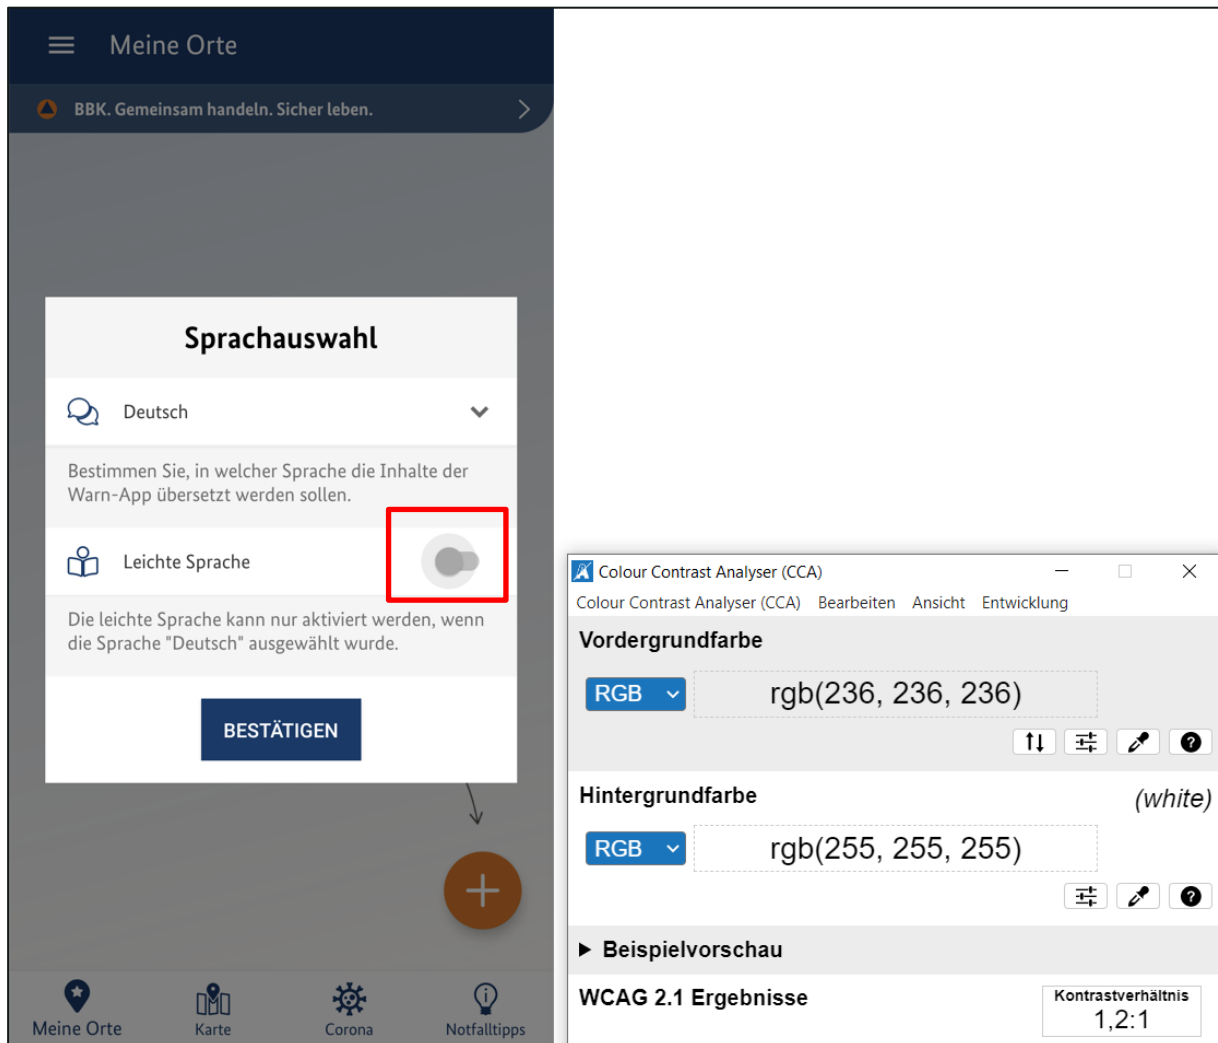 Meine Orte
BBK. Gemeinsam handeln. Sicher leben.
Sprachauswahl
Deutsch
Bestimmen Sie, in welcher Sprache die Inhalte der
Warn-App übersetzt werden sollen.
Leichte Sprache
Die leichte Sprache kann nur aktiviert werden, wenn
die Sprache "Deutsch" ausgewählt wurde.
BESTÄTIGEN
Meine Orte
Karte
Corona
Notfalltipps
Colour Contrast Analyser (CCA)
Colour Contrast Analyser (CCA) Bearbeiten Ansicht Entwicklung
Vordergrundfarbe
RGB rgb(236, 236, 236)
Hintergrundfarbe (white)
RGB rgb(255, 255, 255)
Beispielvorschau
WCAG 2.1 Ergebnisse
Kontrastverhältnis
1,2:1